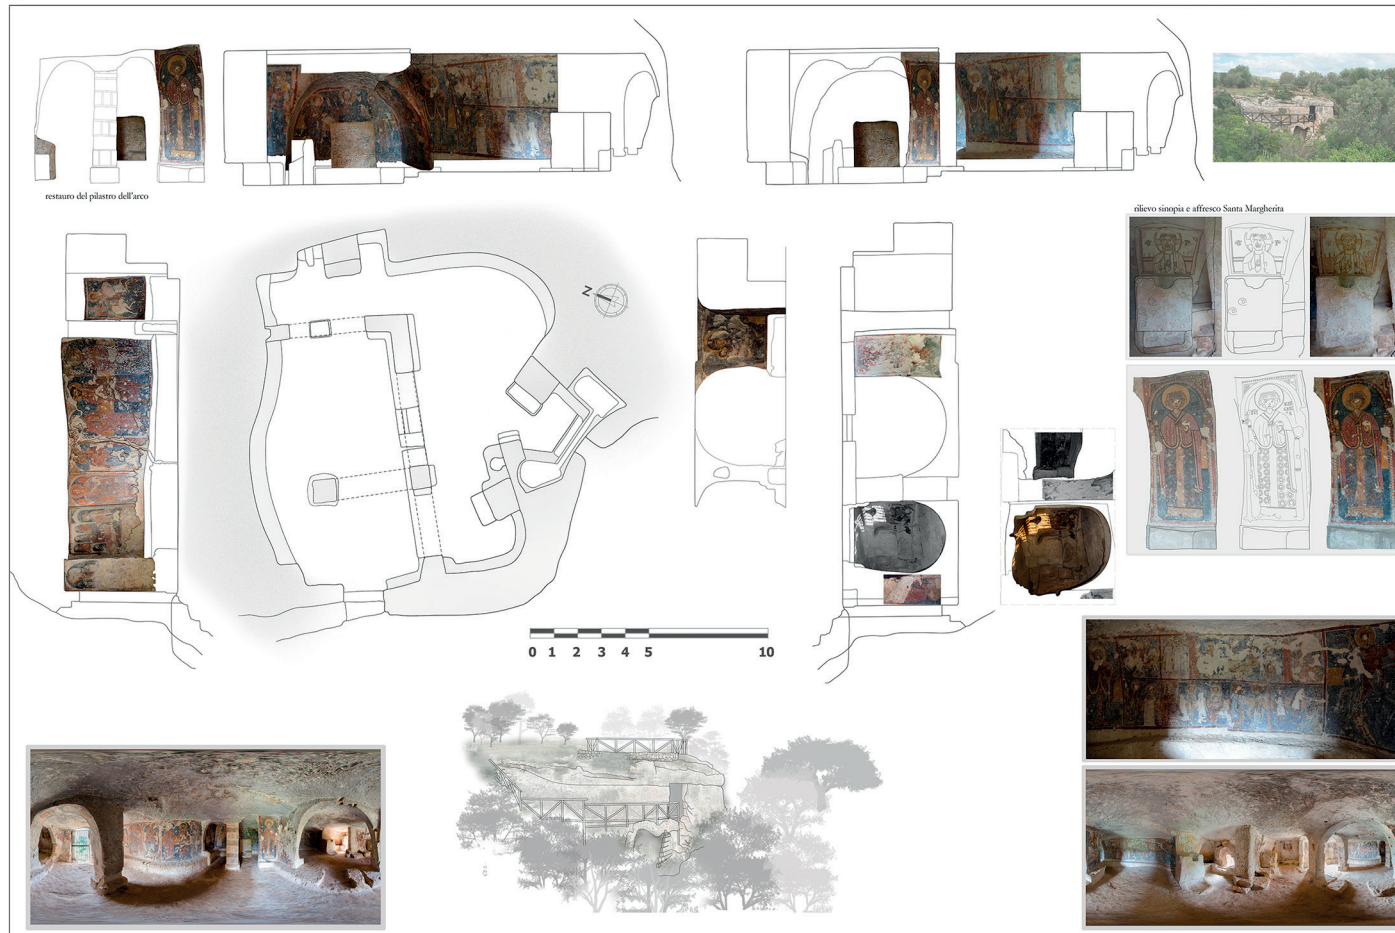 restauro del pilastro dell'arco
rilievo sinopia e affresco Santa Margherita
N
0 1 2 3 4 5 10